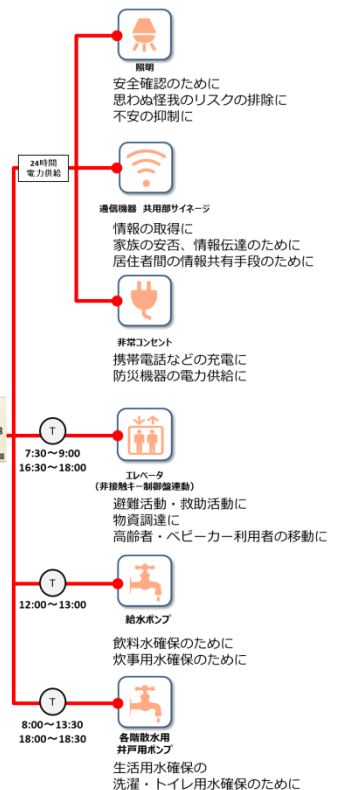 照明
安全確認のために
思わぬ怪我のリスクの排除に
不安の抑制に
24時間
電力供給
通信機器 共用部サイネージ
情報の取得に
家族の安否、情報伝達のために
居住者間の情報共有手段のために
非常コンセント
携帯電話などの充電に
防災機器の電力供給に
T
7:30～9:00
16:30～18:00
エレベータ
(非接触キー制御盤連動)
避難活動・救助活動に
物資調達に
高齢者・ベビーカー利用者の移動に
T
12:00～13:00
給水ポンプ
飲料水確保のために
炊事用水確保のために
T
8:00～13:30
18:00～18:30
各階散水用
井戸用ポンプ
生活用水確保の
洗濯・トイレ用水確保のために